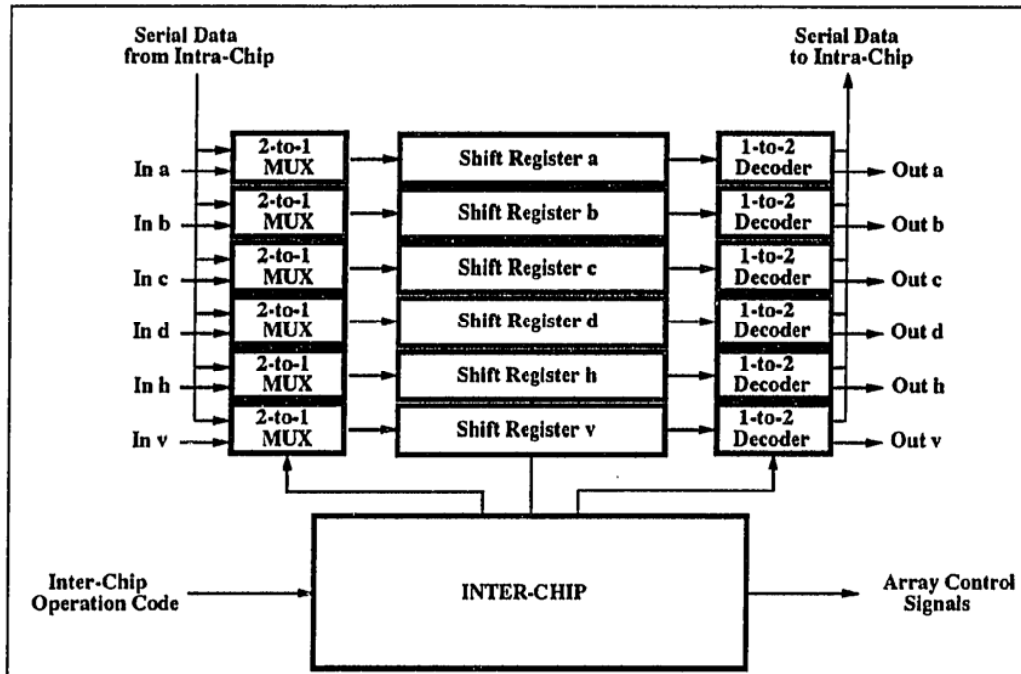 Serial Data
from Intra-Chip
Serial Data
to Intra-Chip
In a
2-to-1
MUX
Shift Register a
1-to-2
Decoder
Out a
In b
2-to-1
MUX
Shift Register b
1-to-2
Decoder
Out b
In c
2-to-1
MUX
Shift Register c
1-to-2
Decoder
Out c
In d
2-to-1
MUX
Shift Register d
1-to-2
Decoder
Out d
In h
2-to-1
MUX
Shift Register h
1-to-2
Decoder
Out h
In v
2-to-1
MUX
Shift Register v
1-to-2
Decoder
Out v
Inter-Chip
Operation Code
INTER-CHIP
Array Control
Signals